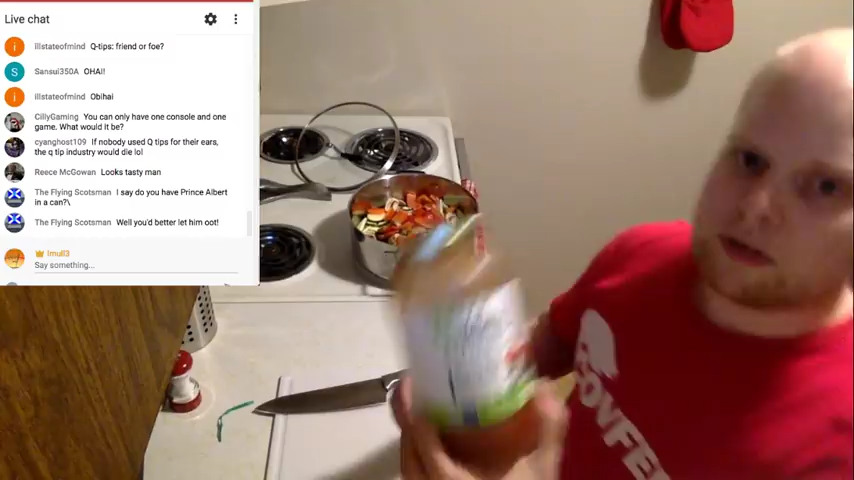 Live chat
illstateofmind Q-tips: friend or foe?
Sansui350A OHAI!
illstateofmind Obihai
CillyGaming You can only have one console and one
game. What would it be?
cyanghost109 If nobody used Q tips for their ears,
the q tip industry would die lol
Reece McGowan Looks tasty man
The Flying Scotsman I say do you have Prince Albert
in a can?\
The Flying Scotsman Well you'd better let him oot!
lmull3
Say something...